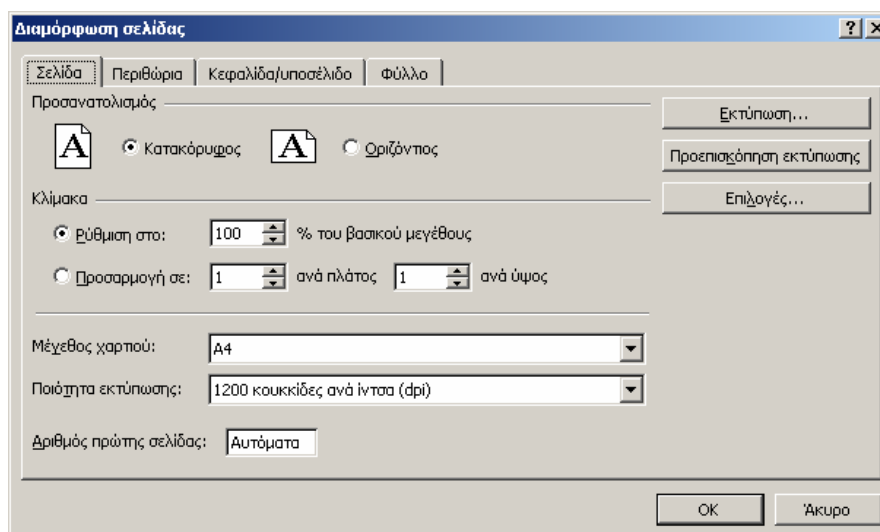 Διαμόρφωση σελίδας
Σελίδα Περιθώρια Κεφαλίδα/υποσέλιδο Φύλλο
Προσανατολισμός
A Κατακόρυφος A Οριζόντιος
Εκτύπωση...
Προεπισκόπηση εκτύπωσης
Επιλογές...
Κλίμακα
Ρύθμιση στο: 100 % του βασικού μεγέθους
Προσαρμογή σε: 1 ανά πλάτος 1 ανά ύψος
Μέγεθος χαρτιού: A4
Ποιότητα εκτύπωσης: 1200 κουκκίδες ανά ίντσα (dpi)
Αριθμός πρώτης σελίδας: Αυτόματα
OK Άκυρο